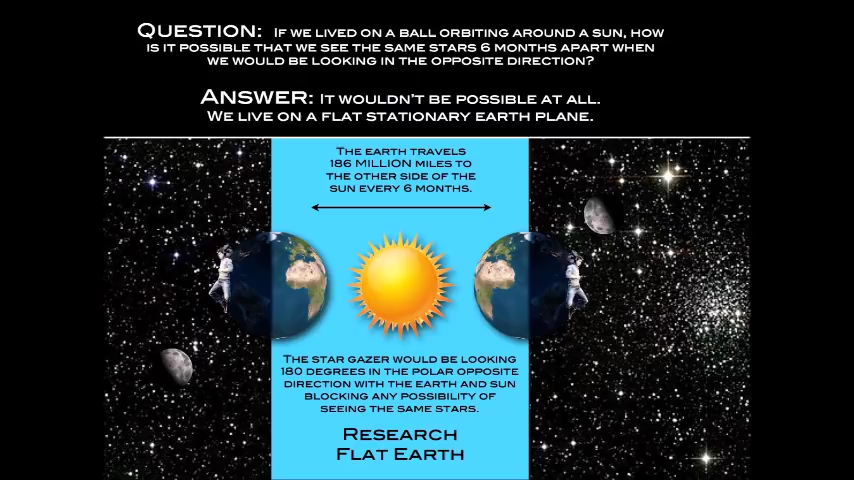 Question: If we lived on a ball orbiting around a sun, how
is it possible that we see the same stars 6 months apart when
we would be looking in the opposite direction?
Answer: It wouldn't be possible at all.
We live on a flat stationary earth plane.
The earth travels
186 million miles to
the other side of the
sun every 6 months.
The star gazer would be looking
180 degrees in the polar opposite
direction with the earth and sun
blocking any possibility of
seeing the same stars.
Research
Flat Earth